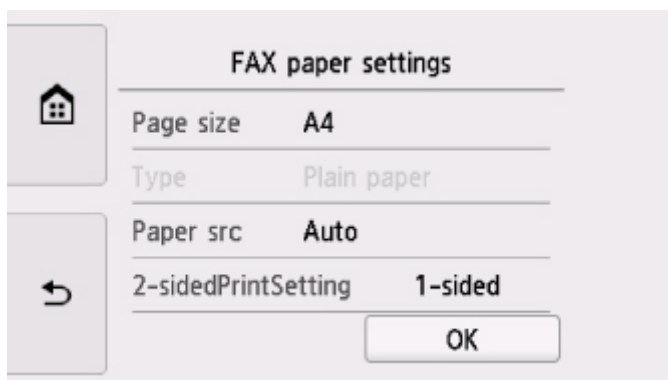 FAX paper settings
Page size A4
Type Plain paper
Paper src Auto
2-sidedPrintSetting 1-sided
OK